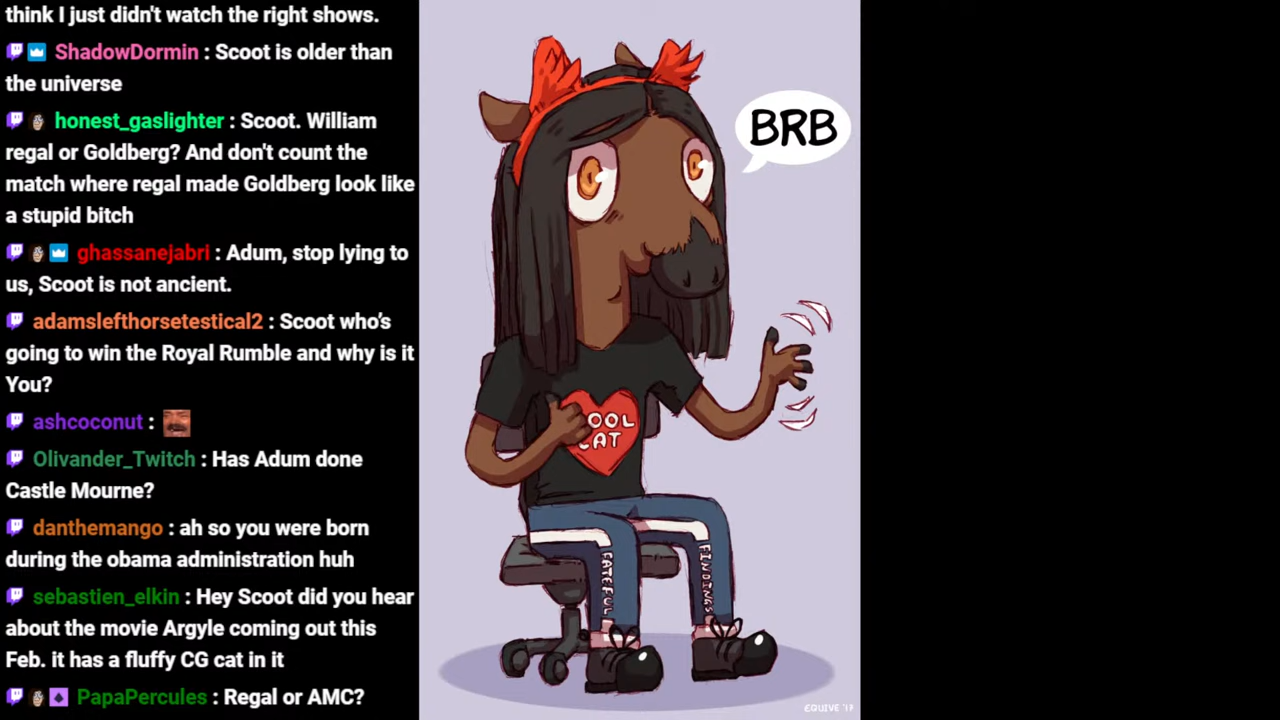 think I just didn't watch the right shows.
ShadowDormin : Scoot is older than
the universe
honest_gaslighter : Scoot. William
regal or Goldberg? And don't count the
match where regal made Goldberg look like
a stupid bitch
ghassanejabri : Adum, stop lying to
us, Scoot is not ancient.
adamslefthorsetestical2 : Scoot who's
going to win the Royal Rumble and why is it
You?
ashcoconut :
Olivander_Twitch : Has Adum done
Castle Mourne?
danthemango : ah so you were born
during the obama administration huh
sebastien_elkin : Hey Scoot did you hear
about the movie Argyle coming out this
Feb. it has a fluffy CG cat in it
PapaPercules : Regal or AMC?
BRB
OOL
CAT
FATEFUL
FINDINGS
EQUIVE '17